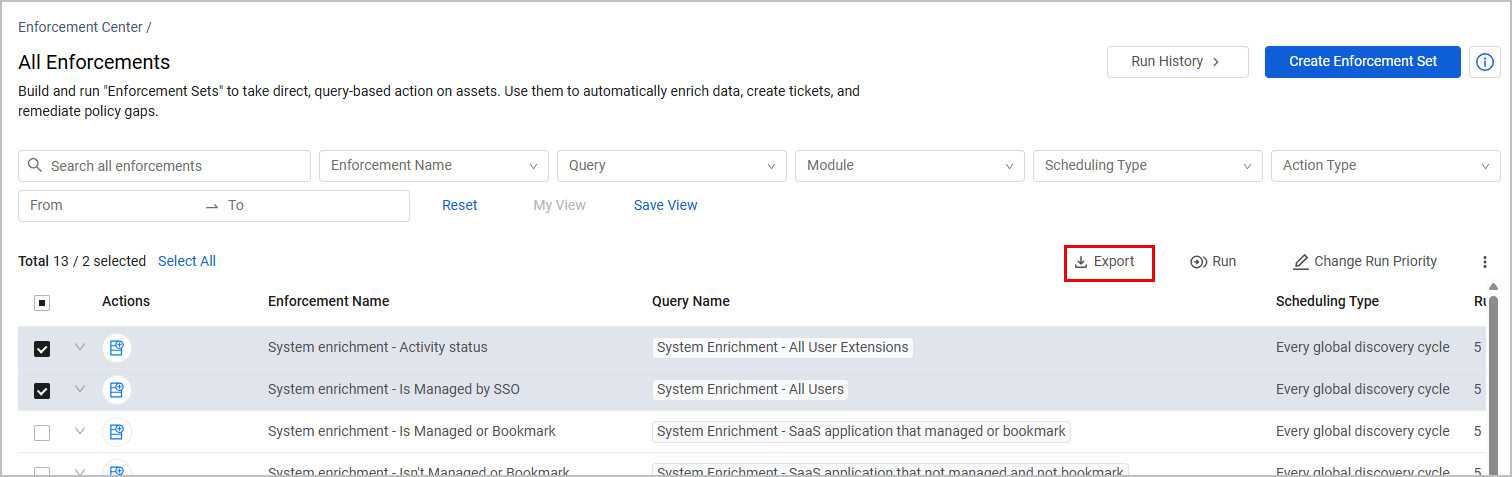 Enforcement Center /
All Enforcements
Run History
Create Enforcement Set
Build and run "Enforcement Sets" to take direct, query-based action on assets. Use them to automatically enrich data, create tickets, and
remediate policy gaps.
Search all enforcements
Enforcement Name
Query
Module
Scheduling Type
Action Type
From
To
Reset
My View
Save View
Total 13 / 2 selected
Select All
Export
Run
Change Run Priority
Actions
Enforcement Name
Query Name
Scheduling Type
System enrichment - Activity status
System Enrichment - All User Extensions
Every global discovery cycle
5
System enrichment - Is Managed by SSO
System Enrichment - All Users
Every global discovery cycle
5
System enrichment - Is Managed or Bookmark
System Enrichment - SaaS application that managed or bookmark
Every global discovery cycle
5
System enrichment - Isn't Managed or Bookmark
System Enrichment - SaaS application that not managed and not bookmark
Every global discovery cycle
5